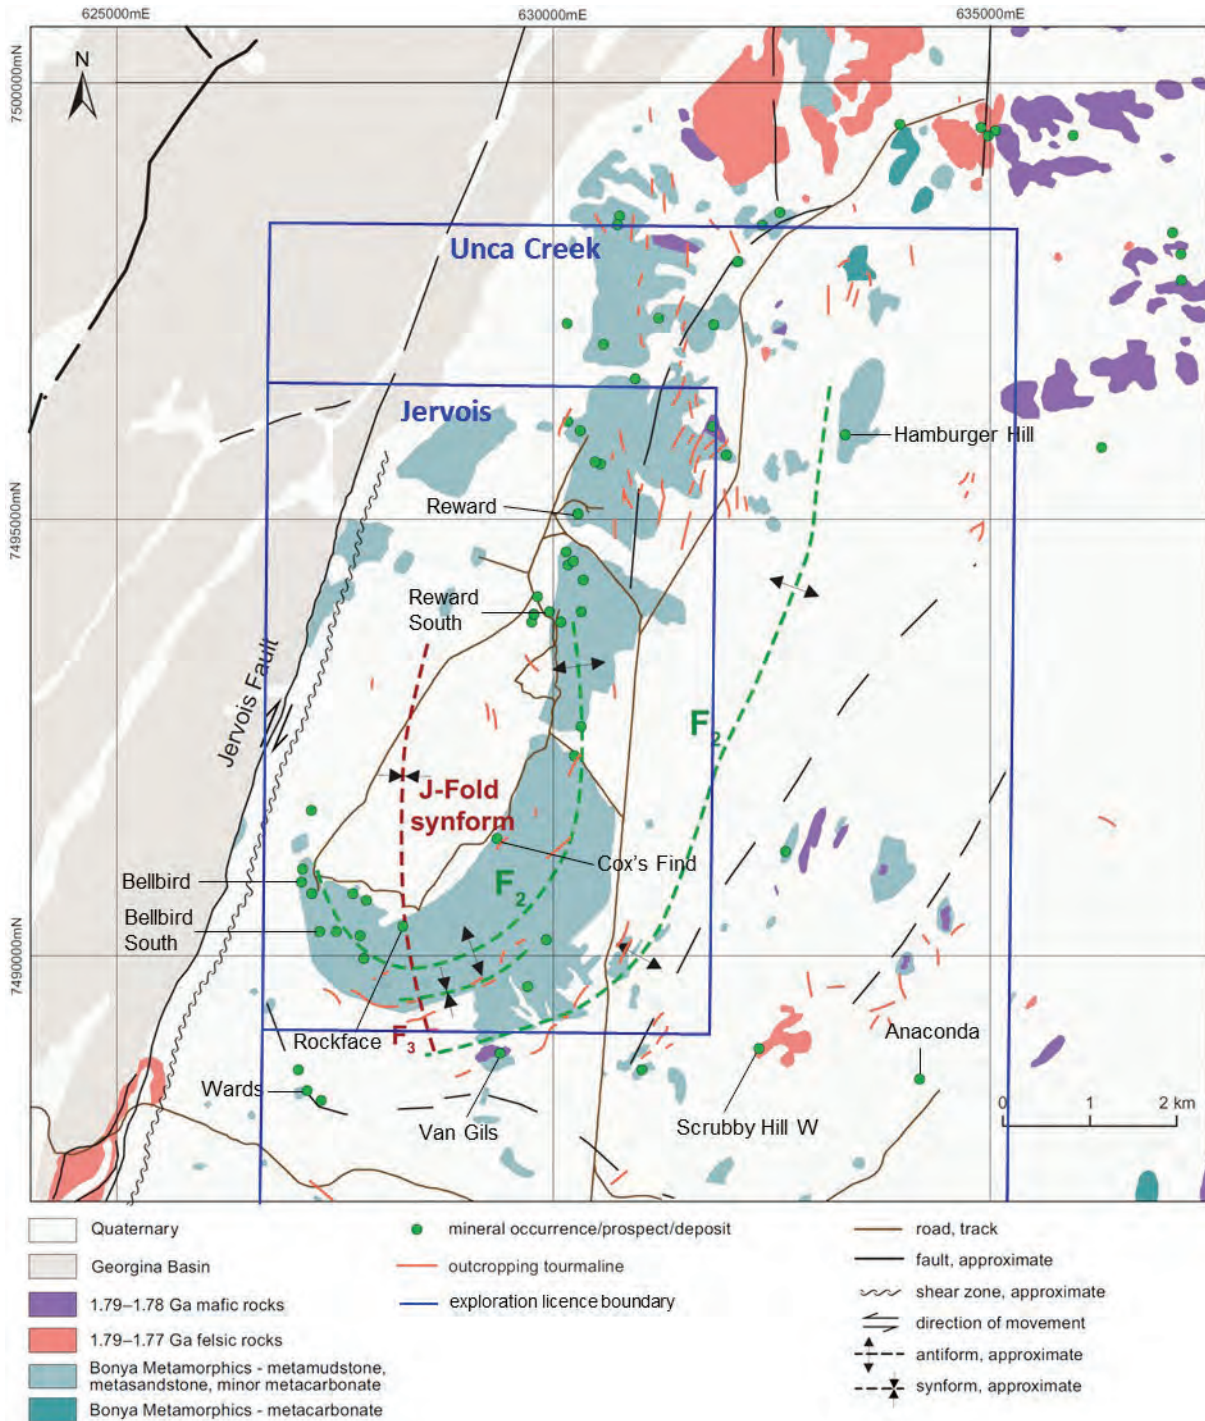 625000mE
630000mE
635000mE
N
7500000mN
Unca Creek
Jervois
Hamburger Hill
Reward
7495000mN
Reward
South
Jervois Fault
F2
J-Fold
synform
Cox's Find
Bellbird
F2
Bellbird
South
7490000mN
Rockface
F3
Anaconda
Wards
Van Gils
Scrubby Hill W
0 1 2 km
Quaternary
Georgina Basin
1.79–1.78 Ga mafic rocks
1.79–1.77 Ga felsic rocks
Bonya Metamorphics - metamudstone,
metasandstone, minor metacarbonate
Bonya Metamorphics - metacarbonate
mineral occurrence/prospect/deposit
outcropping tourmaline
exploration licence boundary
road, track
fault, approximate
shear zone, approximate
direction of movement
antiform, approximate
synform, approximate